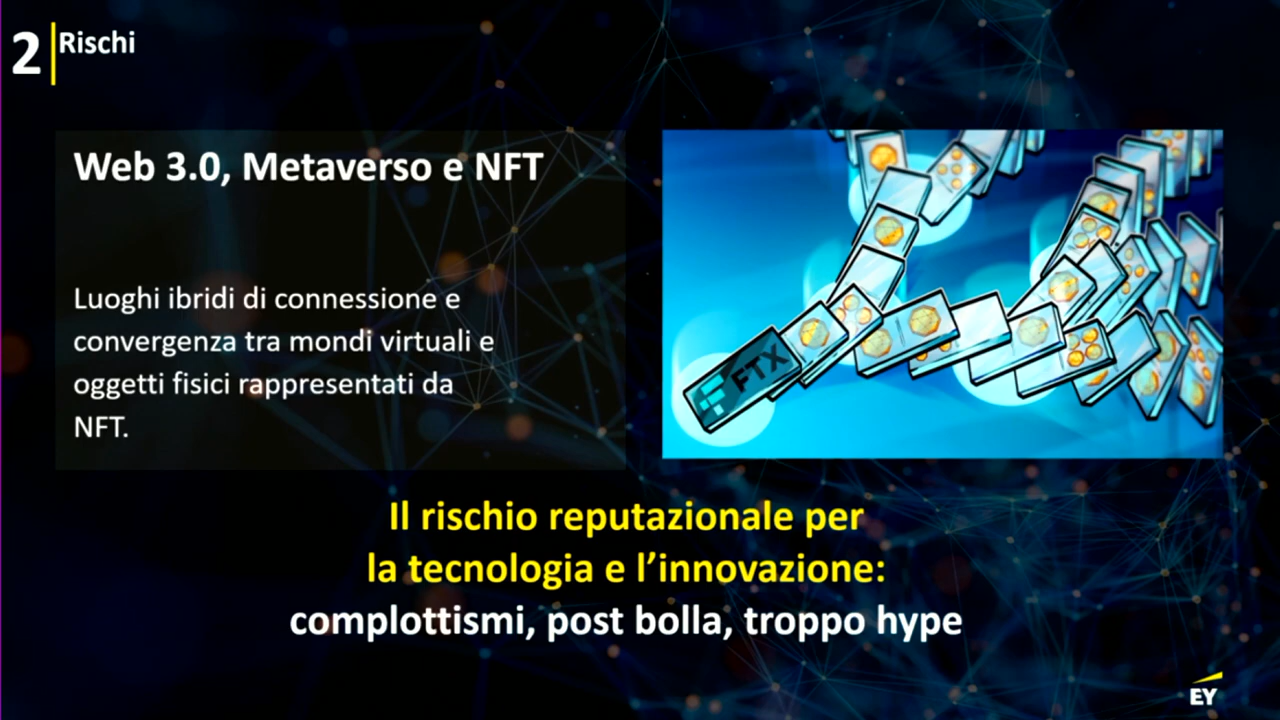 2
Rischi
Web 3.0, Metaverso e NFT
Luoghi ibridi di connessione e
convergenza tra mondi virtuali e
oggetti fisici rappresentati da
NFT.
FTX
Il rischio reputazionale per
la tecnologia e l’innovazione:
complottismi, post bolla, troppo hype
EY